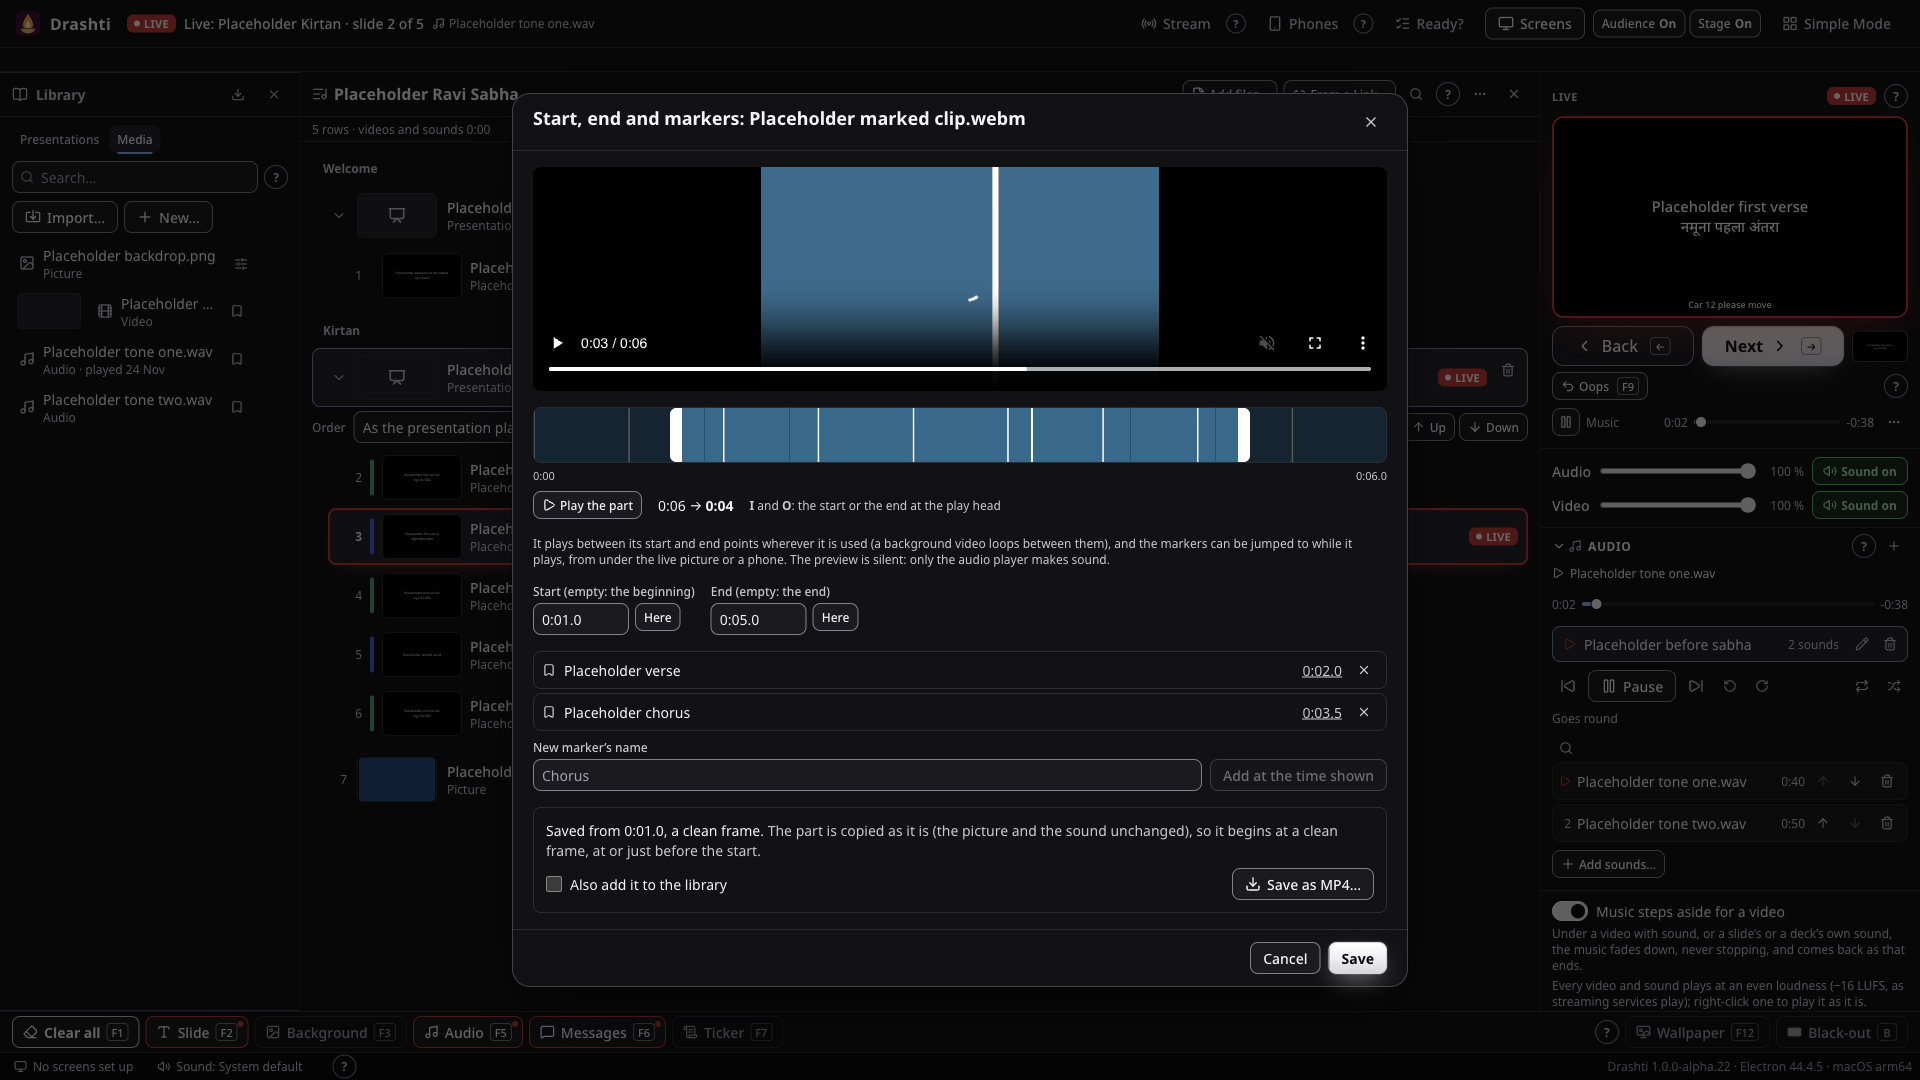 Drashti
LIVE
Live: Placeholder Kirtan · slide 2 of 5
Placeholder tone one.wav
Stream
?
Phones
?
Ready?
Screens
Audience On
Stage On
Simple Mode
Library
Presentations
Media
Search...
?
Import...
New...
Placeholder backdrop.png
Picture
Placeholder ...
Video
Placeholder tone one.wav
Audio · played 24 Nov
Placeholder tone two.wav
Audio
Placeholder Ravi Sabha
?
5 rows · videos and sounds 0:00
Welcome
1
Kirtan
LIVE
Order
As the presentation pla
Up
Down
2
3
LIVE
4
5
6
7
Picture
Start, end and markers: Placeholder marked clip.webm
0:03 / 0:06
0:00
0:06.0
Play the part
0:06 → 0:04
I and O: the start or the end at the play head
It plays between its start and end points wherever it is used (a background video loops between them), and the markers can be jumped to while it
plays, from under the live picture or a phone. The preview is silent: only the audio player makes sound.
Start (empty: the beginning)
End (empty: the end)
0:01.0
Here
0:05.0
Here
Placeholder verse
0:02.0
Placeholder chorus
0:03.5
New marker’s name
Chorus
Add at the time shown
Saved from 0:01.0, a clean frame. The part is copied as it is (the picture and the sound unchanged), so it begins at a clean
frame, at or just before the start.
Also add it to the library
Save as MP4...
Cancel
Save
LIVE
LIVE
?
Placeholder first verse
नमूना पहला अंतरा
Car 12 please move
Back
Next
Oops
F9
?
Music
0:02
-0:38
Audio
100 %
Sound on
Video
100 %
Sound on
AUDIO
?
Placeholder tone one.wav
0:02
-0:38
Placeholder before sabha
2 sounds
Pause
Goes round
Placeholder tone one.wav
0:40
2
Placeholder tone two.wav
0:50
Add sounds...
Music steps aside for a video
Under a video with sound, or a slide’s or a deck’s own sound,
the music fades down, never stopping, and comes back as that
ends.
Every video and sound plays at an even loudness (−16 LUFS, as
streaming services play); right-click one to play it as it is.
Clear all F1
Slide F2
Background F3
Audio F5
Messages F6
Ticker F7
?
Wallpaper F12
Black-out B
No screens set up
Sound: System default
?
Drashti 1.0.0-alpha.22 · Electron 44.4.5 · macOS arm64